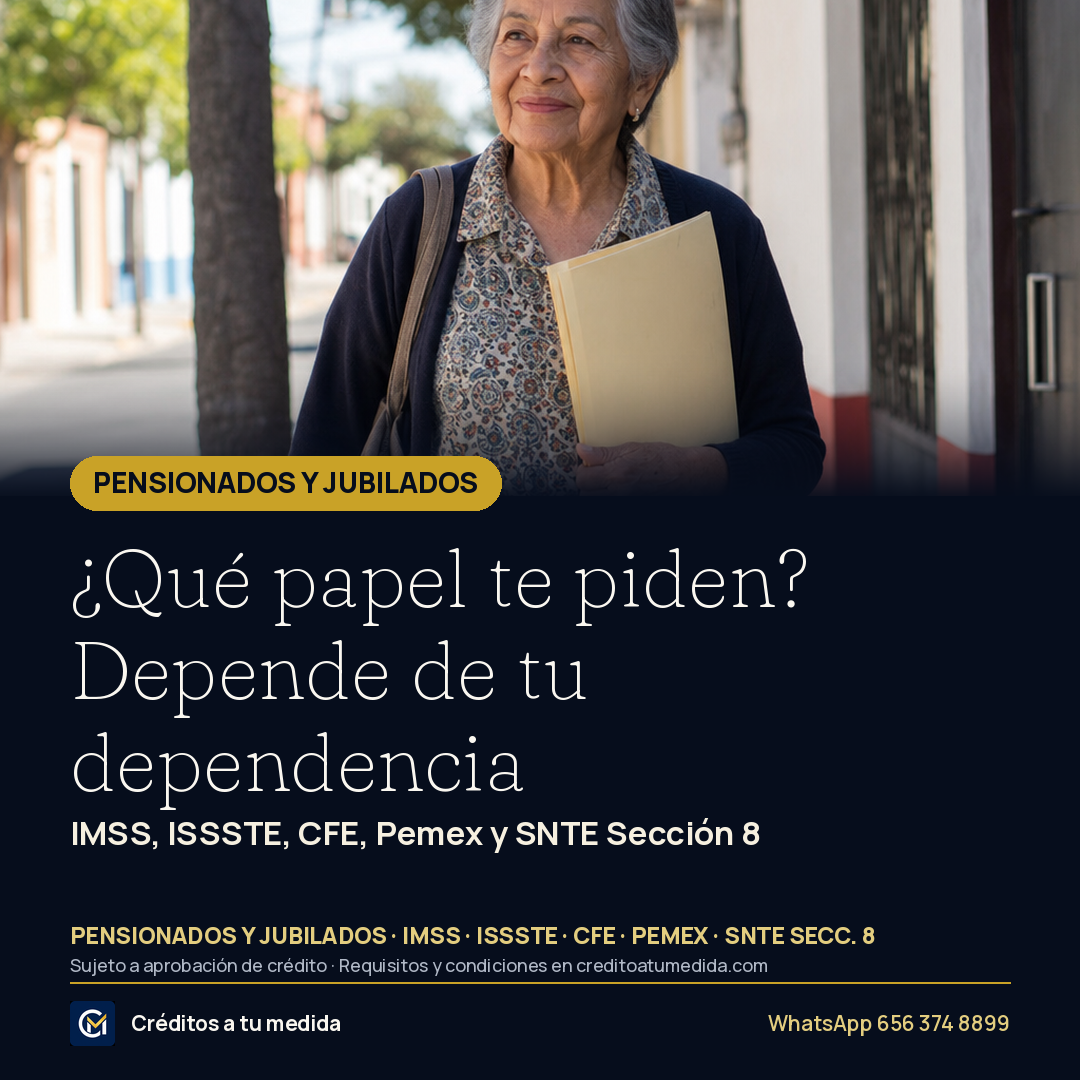 PENSIONADOS Y JUBILADOS
¿Qué papel te piden?
Depende de tu
dependencia
IMSS, ISSSTE, CFE, Pemex y SNTE Sección 8
PENSIONADOS Y JUBILADOS · IMSS · ISSSTE · CFE · PEMEX · SNTE SECC. 8
Sujeto a aprobación de crédito · Requisitos y condiciones en creditoatumedida.com
Créditos a tu medida
WhatsApp 656 374 8899